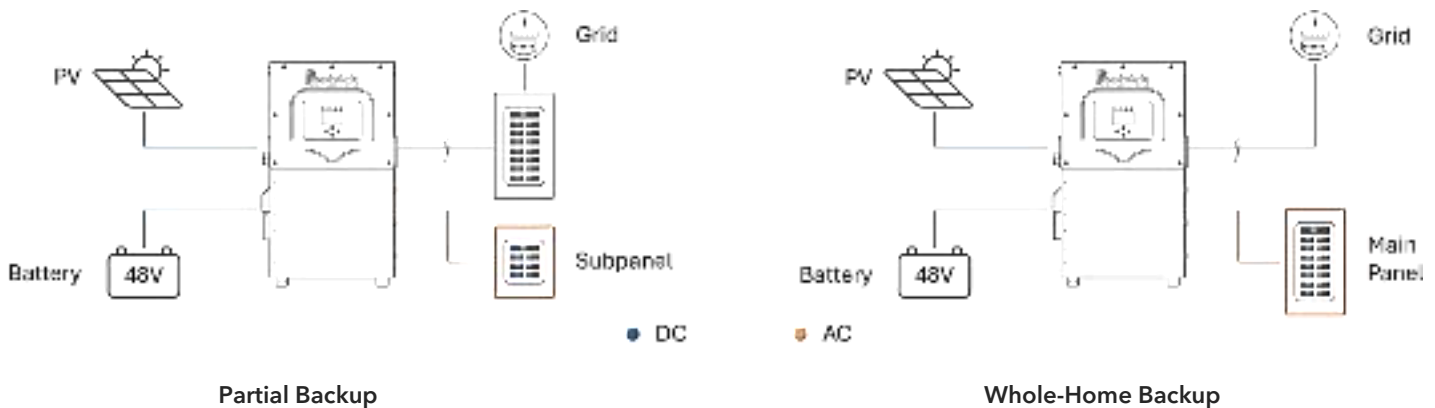 Grid
PV
Battery
48V
Subpanel
Grid
PV
Battery
48V
Main
Panel
DC
AC
Partial Backup
Whole-Home Backup